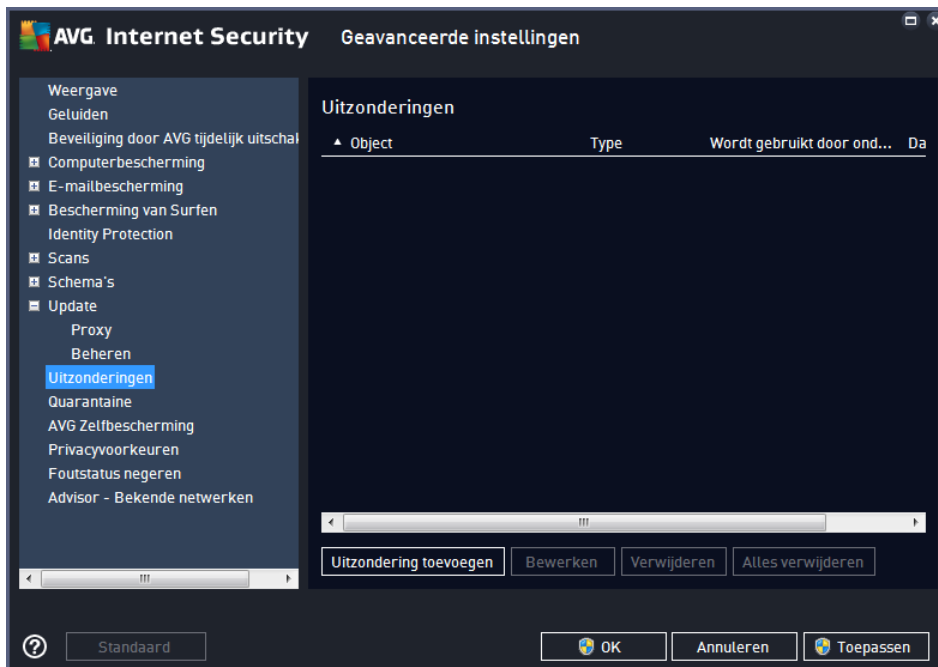 AVG Internet Security Geavanceerde instellingen
Weergave
Geluiden
Beveiliging door AVG tijdelijk uitschak
Computerbescherming
E-mailbescherming
Bescherming van Surfen
Identity Protection
Scans
Schema's
Update
Proxy
Beheren
Uitzonderingen
Quarantaine
AVG Zelfbescherming
Privacyvoorkeuren
Foutstatus negeren
Advisor - Bekende netwerken
Uitzonderingen
Object Type Wordt gebruikt door ond... Da
Uitzondering toevoegen Bewerken Verwijderen Alles verwijderen
Standaard OK Annuleren Toepassen